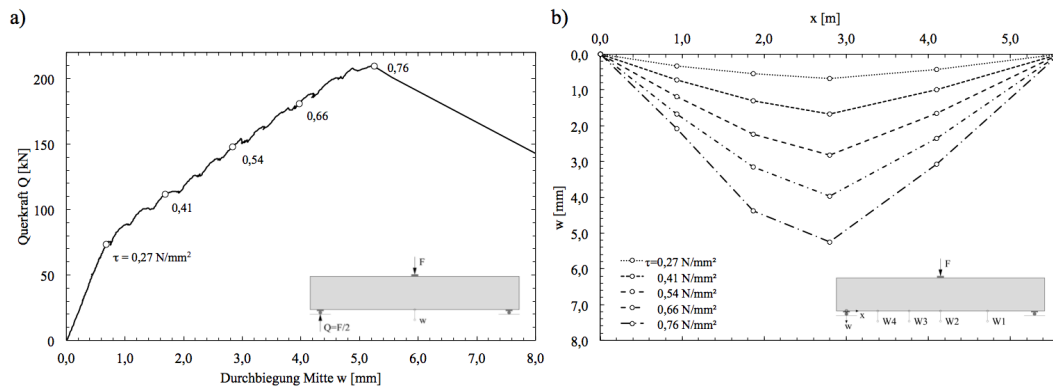 a)
200
150
100
50
0
Querkraft Q [kN]
0,76
0,66
0,54
0,41
τ = 0,27 N/mm²
F
Q=F/2
w
0,0 1,0 2,0 3,0 4,0 5,0 6,0 7,0 8,0
Durchbiegung Mitte w [mm]
b)
x [m]
0,0 1,0 2,0 3,0 4,0 5,0
0,0
1,0
2,0
3,0
4,0
5,0
6,0
7,0
8,0
w [mm]
τ=0,27 N/mm²
0,41 N/mm²
0,54 N/mm²
0,66 N/mm²
0,76 N/mm²
F
x
w
W4 W3 W2 W1